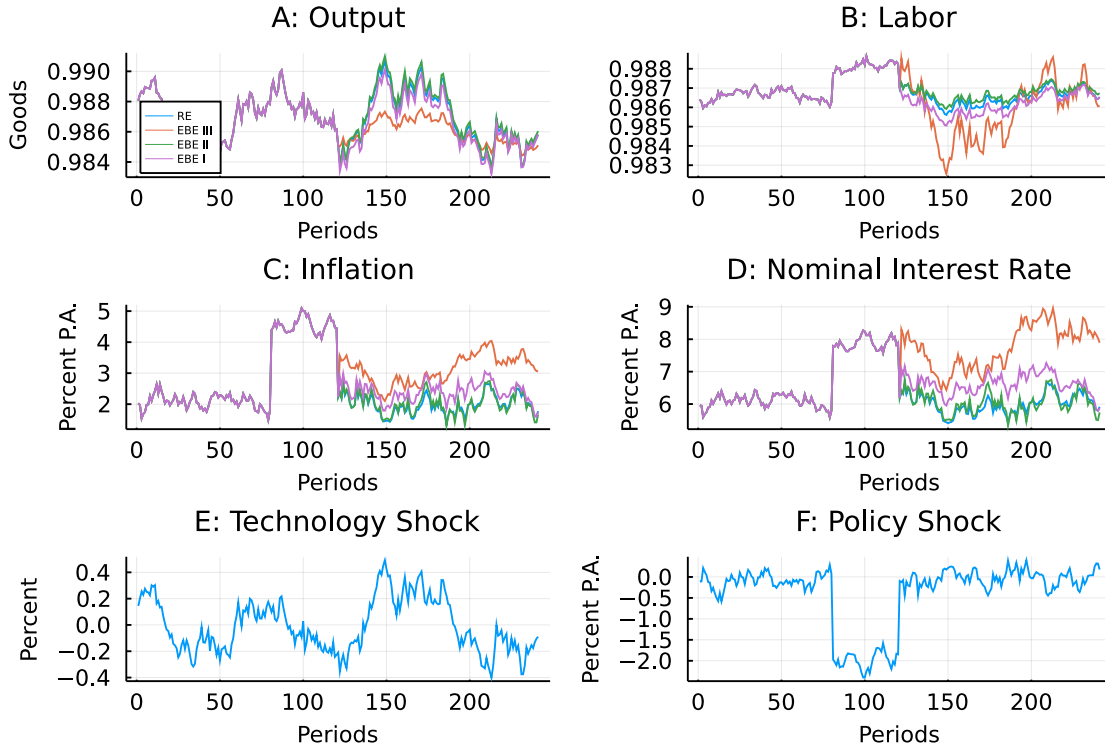 A: Output
Goods
0.990
0.988
0.986
0.984
RE
EBE III
EBE II
EBE I
0 50 100 150 200
Periods
B: Labor
0.988
0.987
0.986
0.985
0.984
0.983
0 50 100 150 200
Periods
C: Inflation
Percent P.A.
5
4
3
2
0 50 100 150 200
Periods
D: Nominal Interest Rate
Percent P.A.
9
8
7
6
0 50 100 150 200
Periods
E: Technology Shock
Percent
0.4
0.2
0.0
−0.2
−0.4
0 50 100 150 200
Periods
F: Policy Shock
Percent P.A.
0.0
−0.5
−1.0
−1.5
−2.0
0 50 100 150 200
Periods